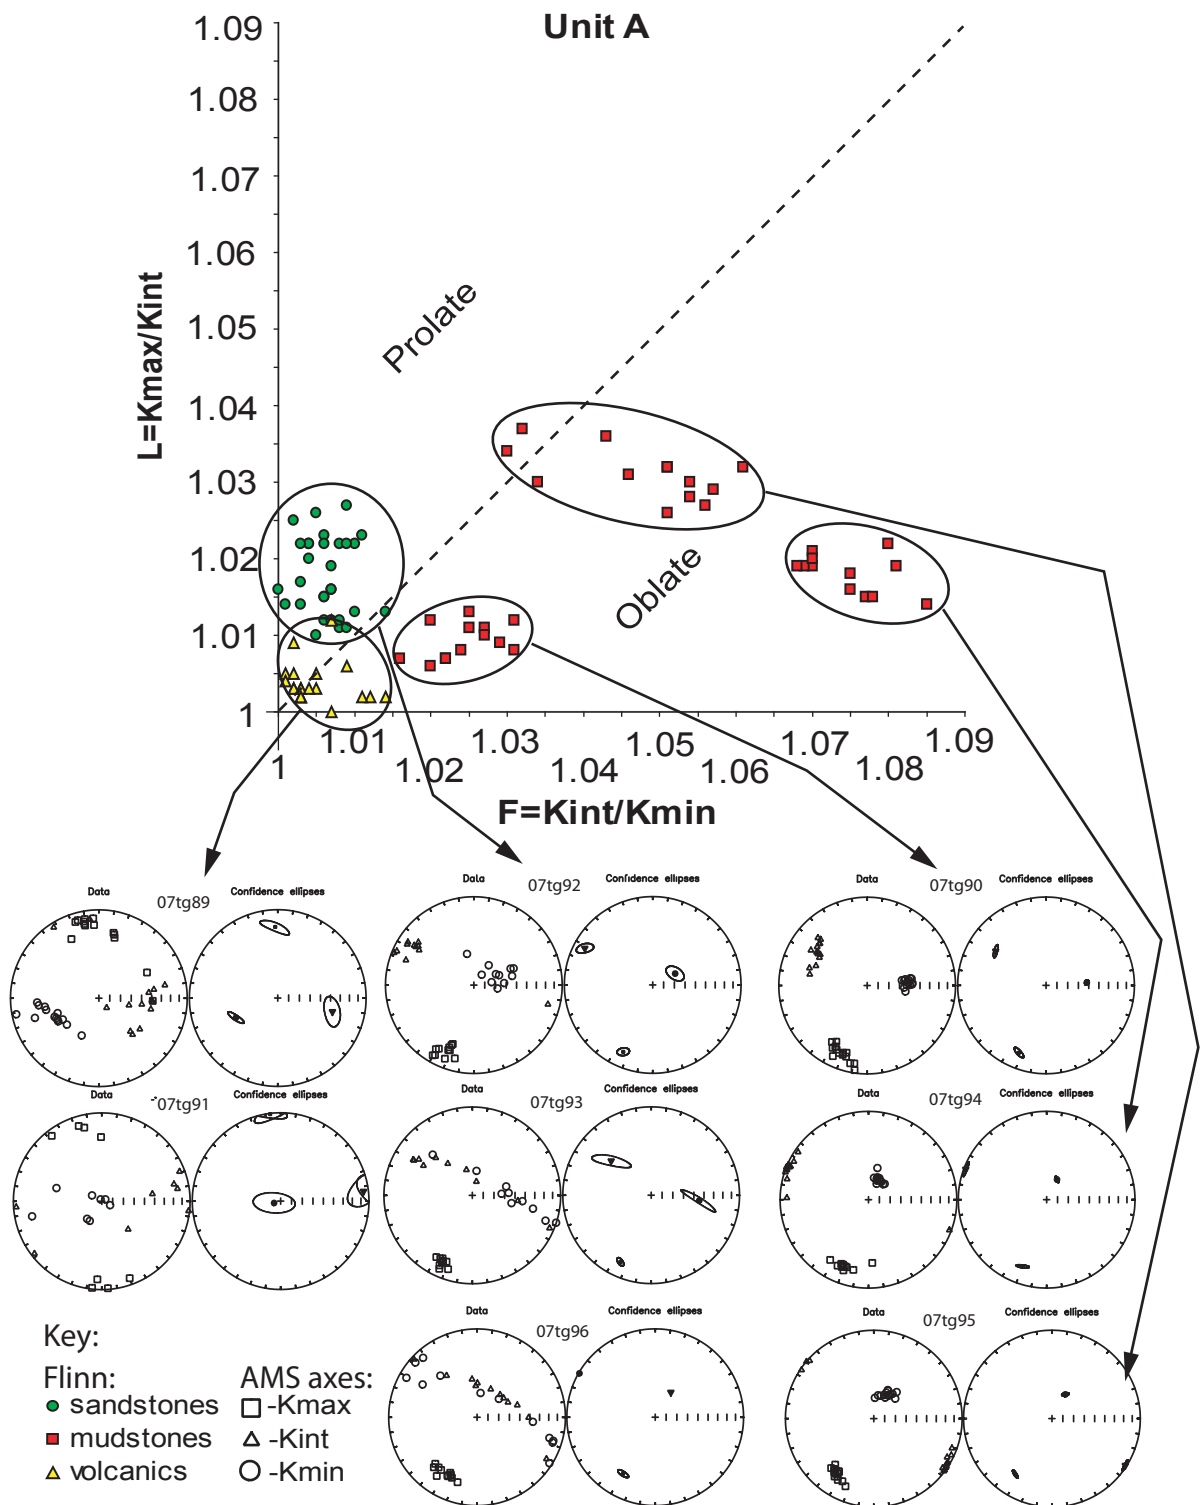 Unit A
1.09
1.08
1.07
1.06
1.05
1.04
1.03
1.02
1.01
1
L=Kmax/Kint
Prolate
Oblate
1.01 1.03 1.05 1.07 1.09
1 1.02 1.04 1.06 1.08
F=Kint/Kmin
Data 07tg89 Confidence ellipses
Data 07tg92 Confidence ellipses
Data 07tg90 Confidence ellipses
Data 07tg91 Confidence ellipses
Data 07tg93 Confidence ellipses
Data 07tg94 Confidence ellipses
Data 07tg96 Confidence ellipses
Data 07tg95 Confidence ellipses
Key:
Flinn: AMS axes:
sandstones -Kmax
mudstones -Kint
volcanics -Kmin